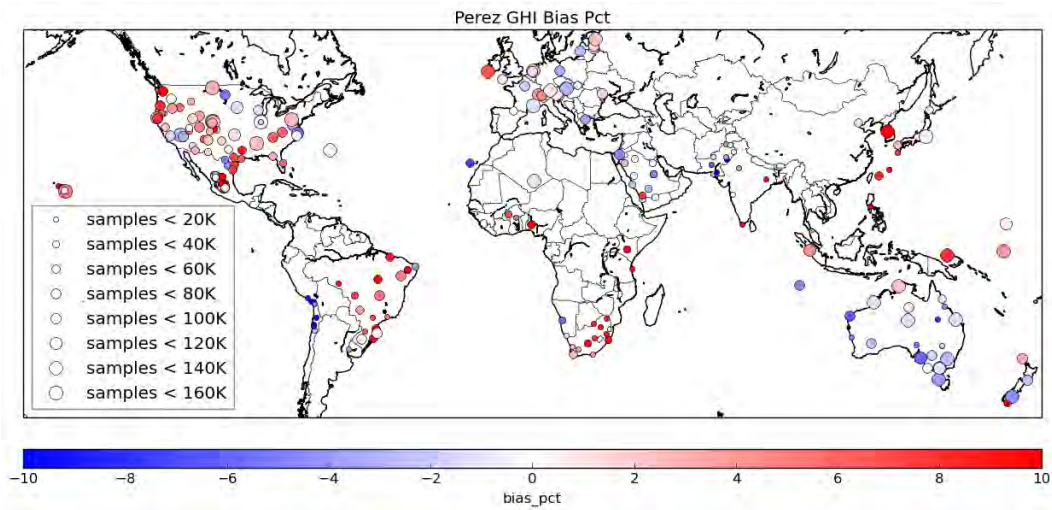 Perez GHI Bias Pct
samples < 20K
samples < 40K
samples < 60K
samples < 80K
samples < 100K
samples < 120K
samples < 140K
samples < 160K
−10 −8 −6 −4 −2 0 2 4 6 8 10
bias_pct